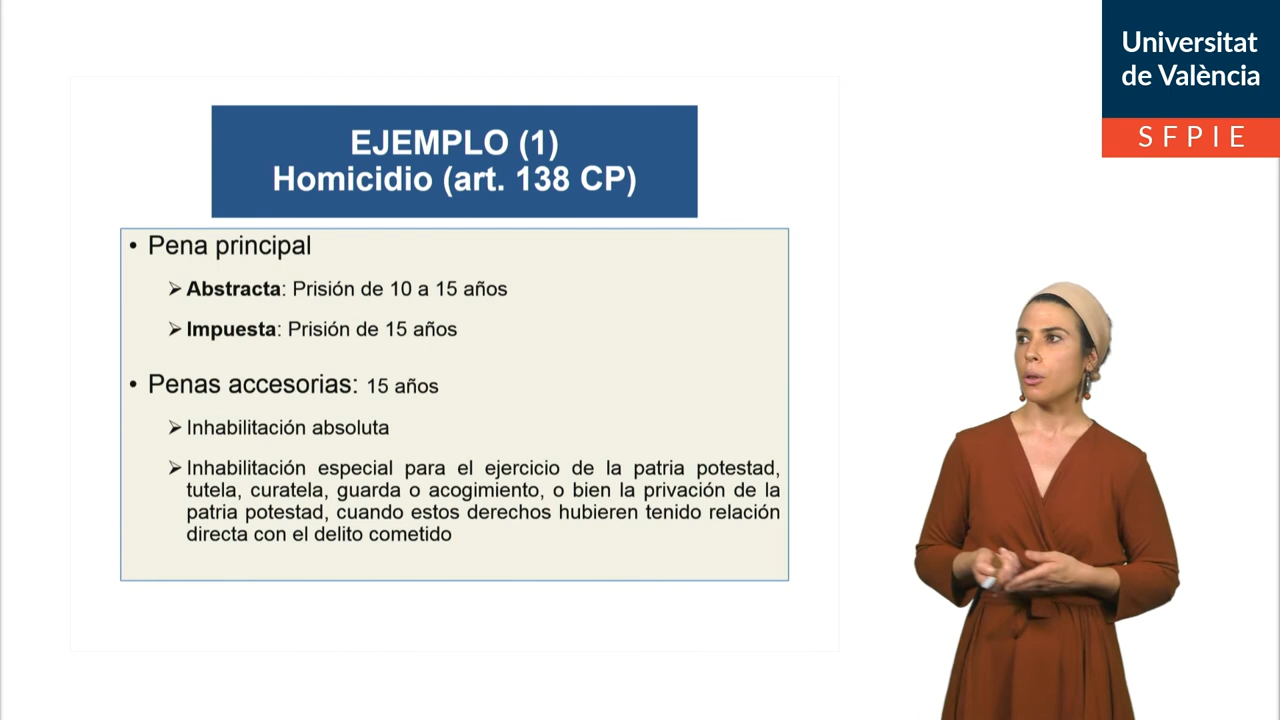 Universitat
de València
SFPIE
EJEMPLO (1)
Homicidio (art. 138 CP)
• Pena principal
➢ Abstracta: Prisión de 10 a 15 años
➢ Impuesta: Prisión de 15 años
• Penas accesorias: 15 años
➢ Inhabilitación absoluta
➢ Inhabilitación especial para el ejercicio de la patria potestad,
tutela, curatela, guarda o acogimiento, o bien la privación de la
patria potestad, cuando estos derechos hubieren tenido relación
directa con el delito cometido